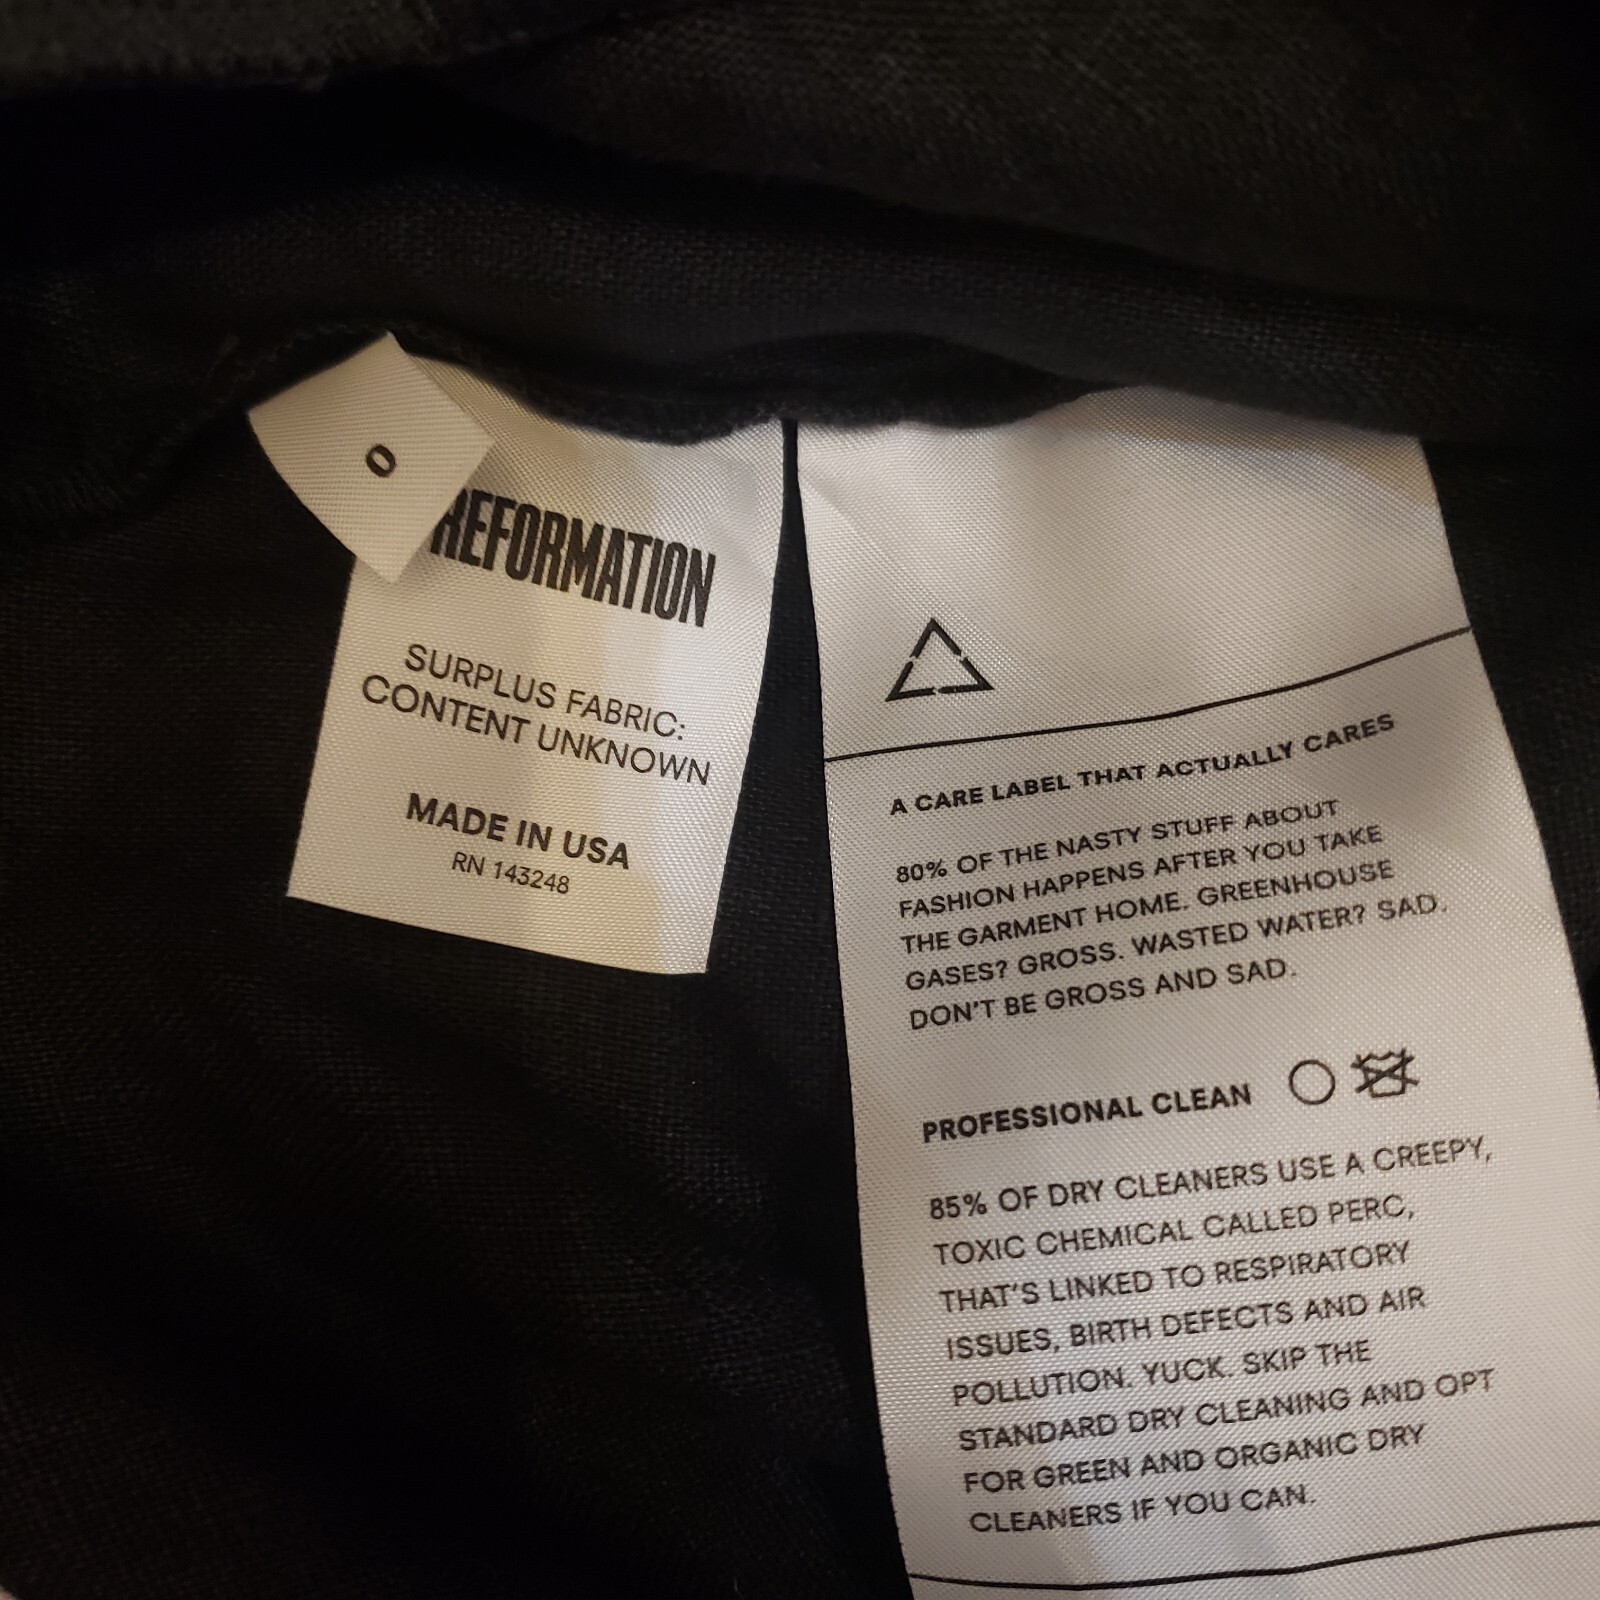 0
REFORMATION
SURPLUS FABRIC:
CONTENT UNKNOWN
MADE IN USA
RN 143248
A CARE LABEL THAT ACTUALLY CARES
80% OF THE NASTY STUFF ABOUT
FASHION HAPPENS AFTER YOU TAKE
THE GARMENT HOME. GREENHOUSE
GASES? GROSS. WASTED WATER? SAD.
DON'T BE GROSS AND SAD.
PROFESSIONAL CLEAN
85% OF DRY CLEANERS USE A CREEPY,
TOXIC CHEMICAL CALLED PERC,
THAT'S LINKED TO RESPIRATORY
ISSUES, BIRTH DEFECTS AND AIR
POLLUTION. YUCK. SKIP THE
STANDARD DRY CLEANING AND OPT
FOR GREEN AND ORGANIC DRY
CLEANERS IF YOU CAN.